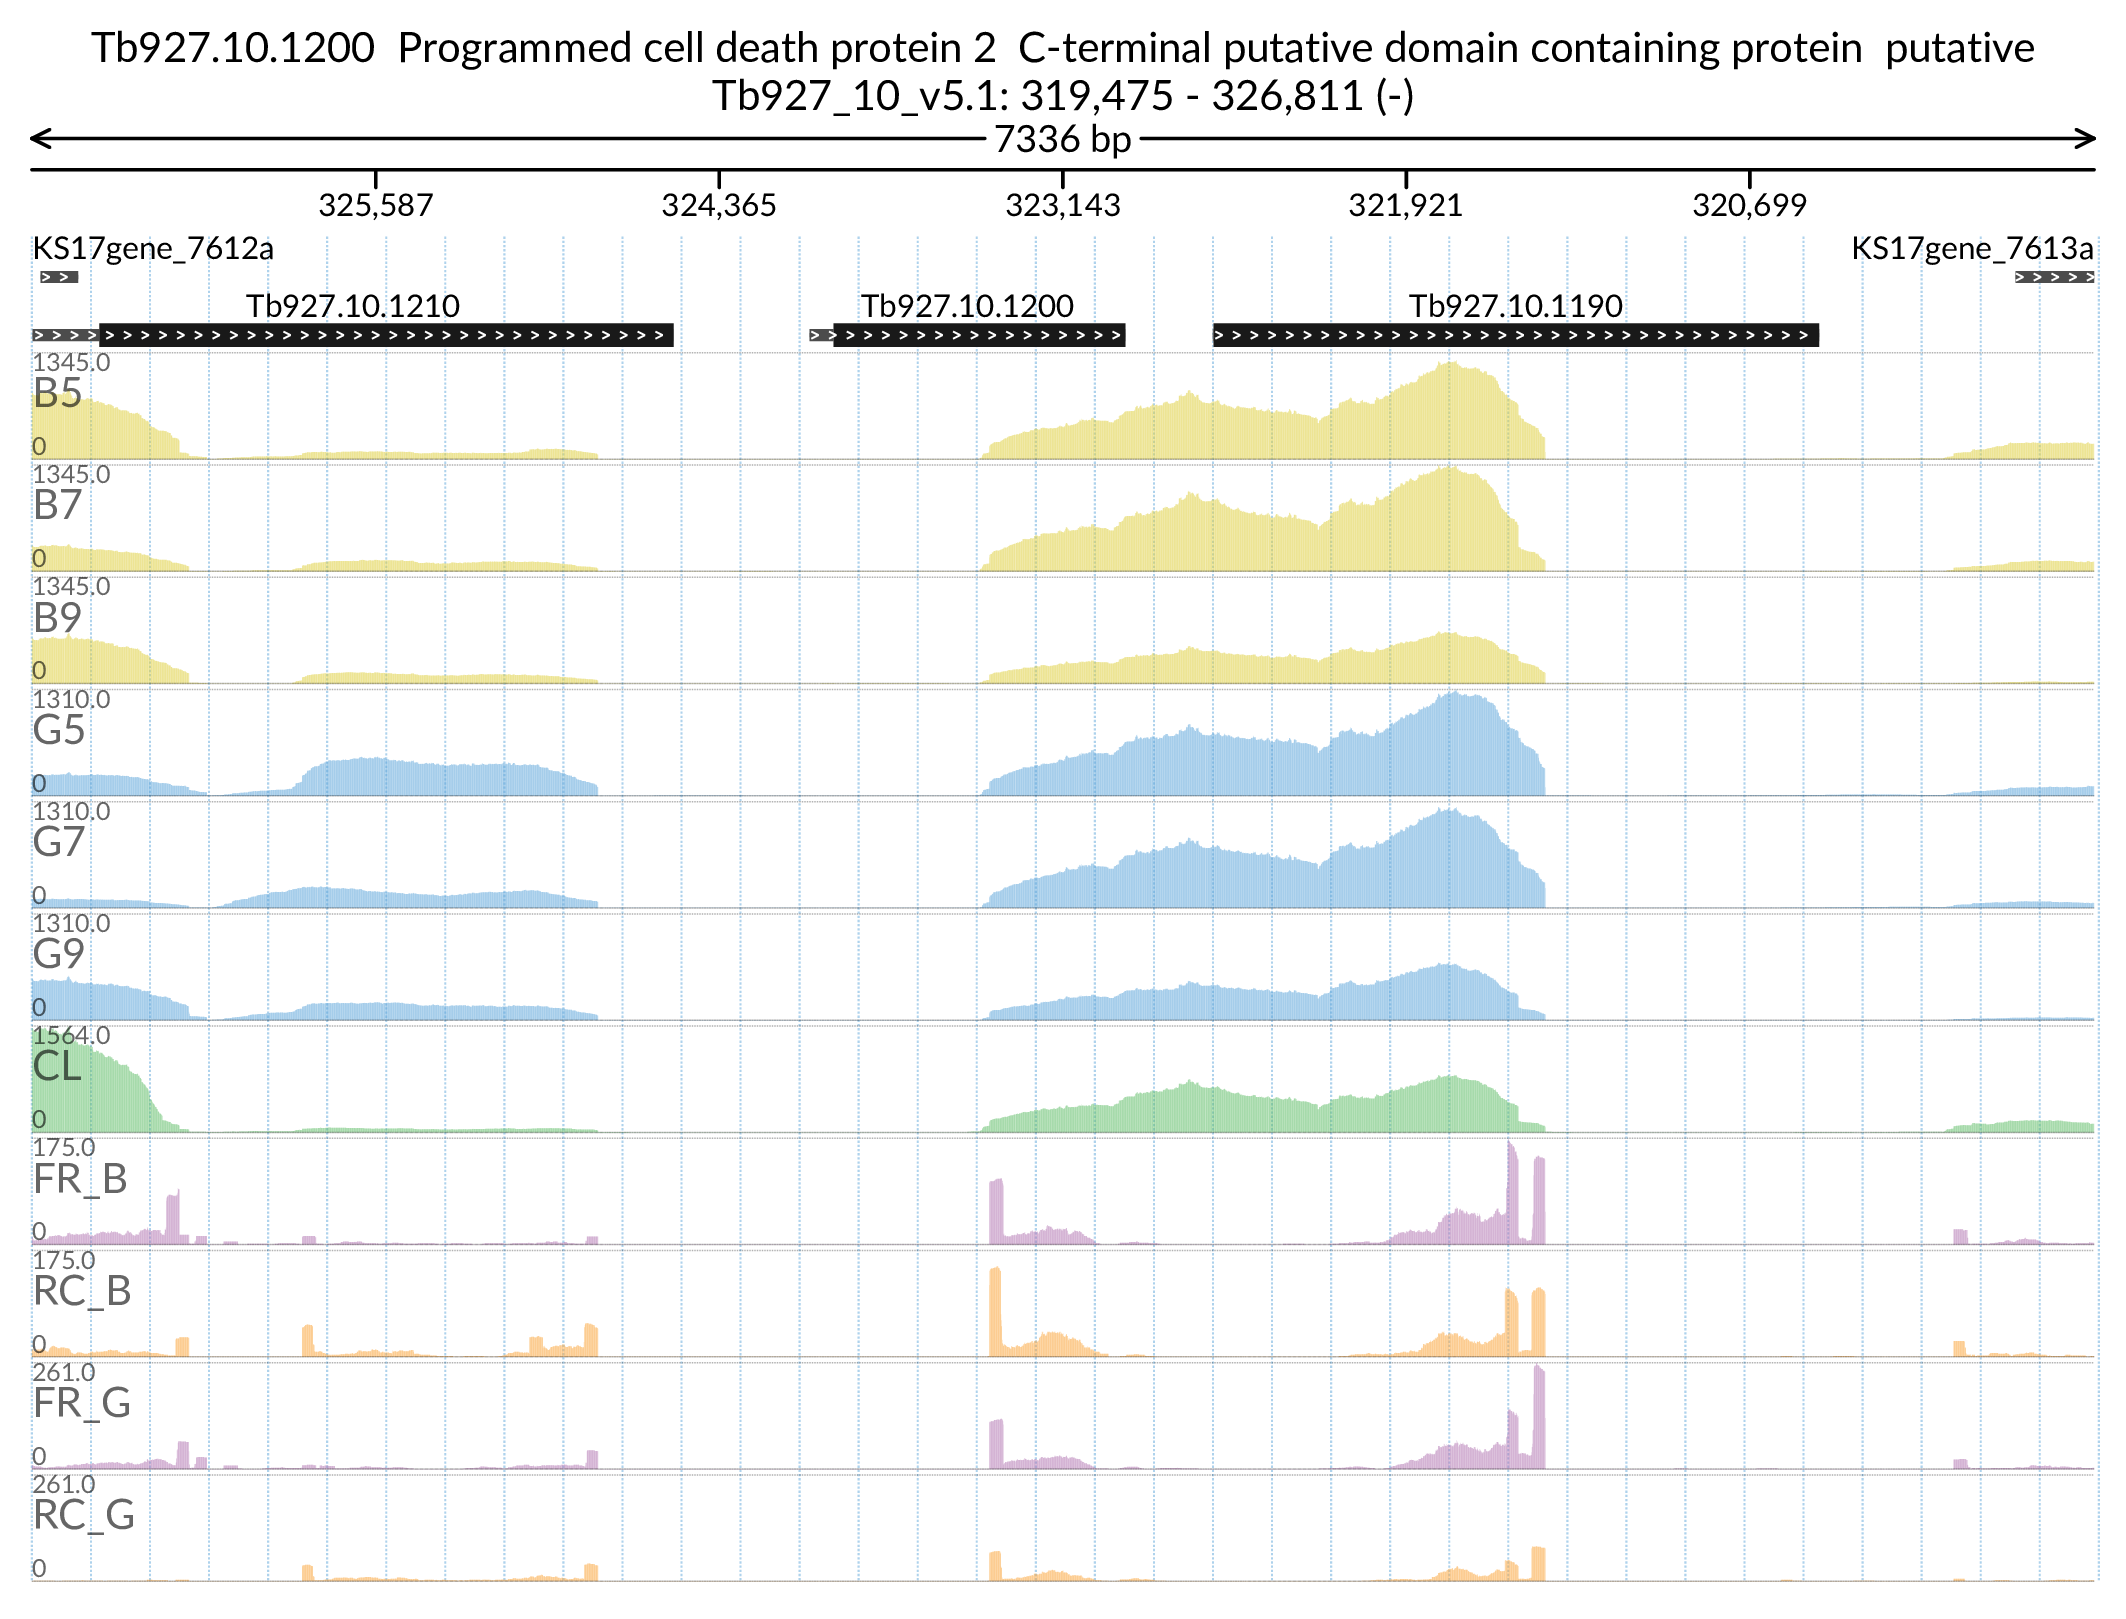 Tb927.10.1200  Programmed cell death protein 2  C-terminal putative domain containing protein  putative
Tb927_10_v5.1: 319,475 - 326,811 (-)
7336 bp
325,587 324,365 323,143 321,921 320,699
KS17gene_7612a KS17gene_7613a
Tb927.10.1210 Tb927.10.1200 Tb927.10.1190
1345.0
B5
0
1345.0
B7
0
1345.0
B9
0
1310.0
G5
0
1310.0
G7
0
1310.0
G9
0
1564.0
CL
0
175.0
FR_B
0
175.0
RC_B
0
261.0
FR_G
0
261.0
RC_G
0